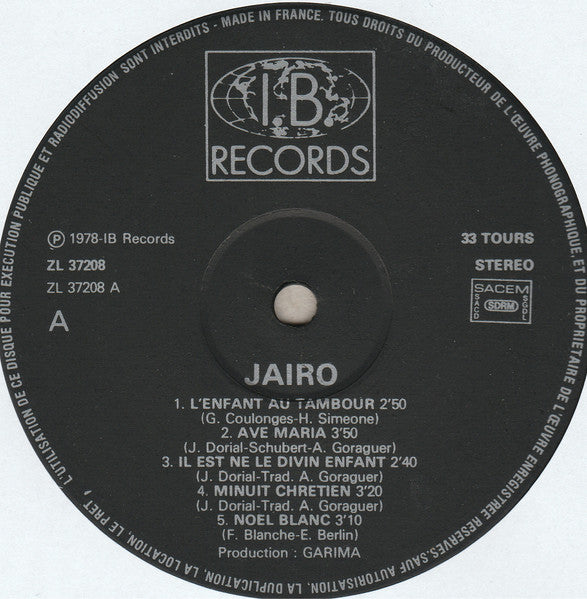 L'UTILISATION DE CE DISQUE POUR EXECUTION PUBLIQUE ET RADIODIFFUSION SONT INTERDITS - MADE IN FRANCE. TOUS DROITS DU PRODUCTEUR DE L'ŒUVRE PHONOGRAPHIQUE, ET DU PROPRIETAIRE DE L'ŒUVRE ENREGISTREE RESERVES. SAUF AUTORISATION, LA DUPLICATION, LA LOCATION, LE PRET,
I.B.
RECORDS
℗ 1978-IB Records
33 TOURS
ZL 37208
STEREO
ZL 37208 A
SACEM
SACD
SDRM
SGDL
A
JAIRO
1. L'ENFANT AU TAMBOUR 2'50
(G. Coulonges-H. Simeone)
2. AVE MARIA 3'50
(J. Dorial-Schubert-A. Goraguer)
3. IL EST NE LE DIVIN ENFANT 2'40
(J. Dorial-Trad. A. Goraguer)
4. MINUIT CHRETIEN 3'20
(J. Dorial-Trad. A. Goraguer)
5. NOEL BLANC 3'10
(F. Blanche-E. Berlin)
Production : GARIMA